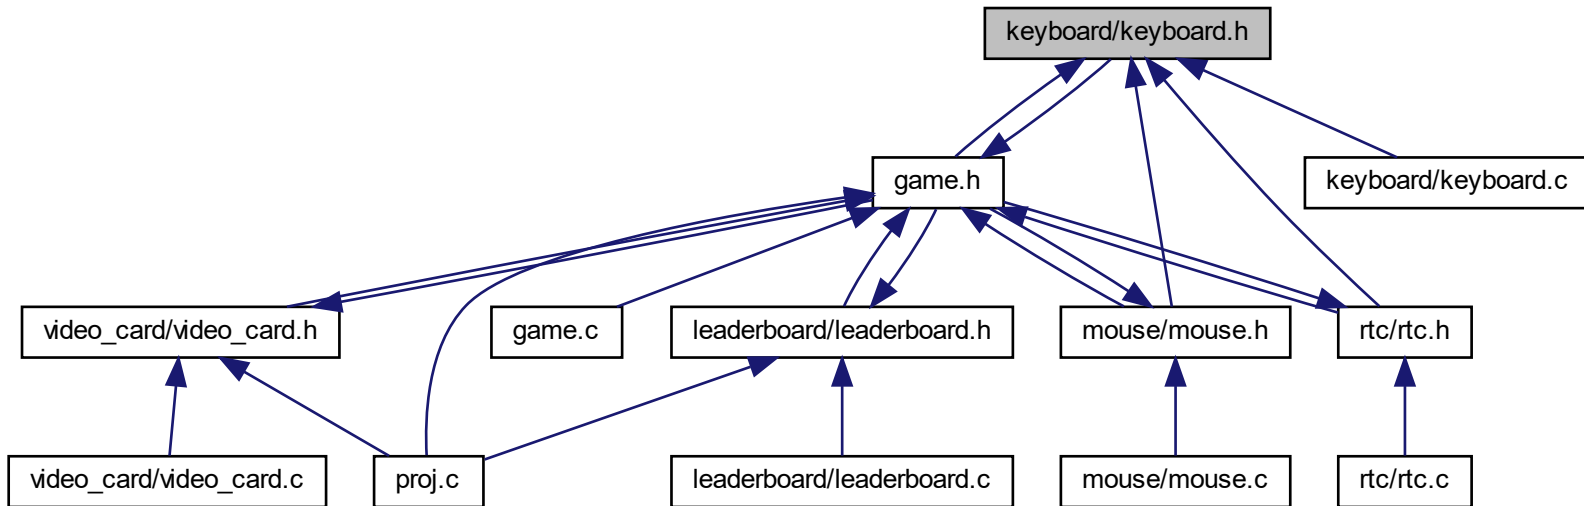 keyboard/keyboard.h
game.h
keyboard/keyboard.c
video_card/video_card.h
game.c
leaderboard/leaderboard.h
mouse/mouse.h
rtc/rtc.h
video_card/video_card.c
proj.c
leaderboard/leaderboard.c
mouse/mouse.c
rtc/rtc.c